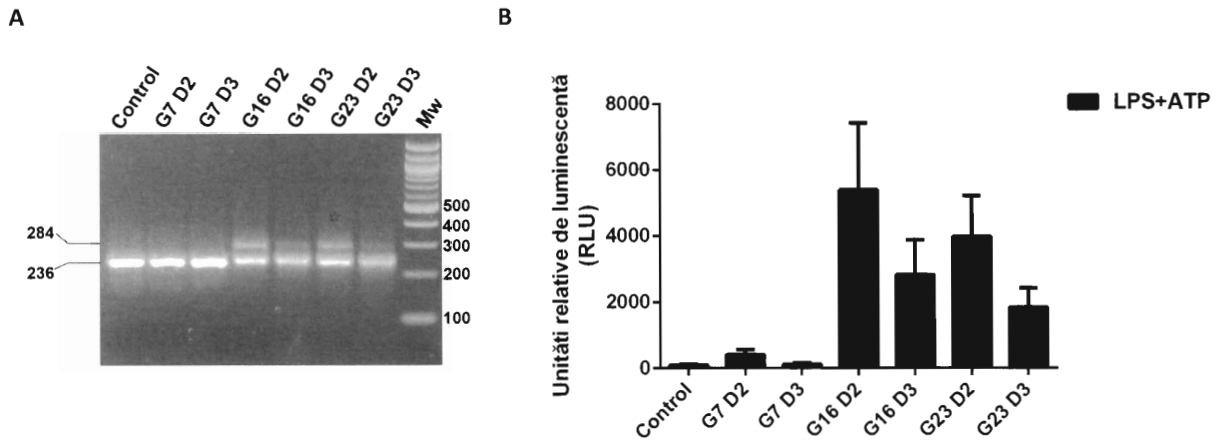 A
Control
G7 D2
G7 D3
G16 D2
G16 D3
G23 D2
G23 D3
Mw
284
236
500
400
300
200
100
B
Unităti relative de luminescentă
(RLU)
8000
6000
4000
2000
0
LPS+ATP
Control
G7 D2
G7 D3
G16 D2
G16 D3
G23 D2
G23 D3